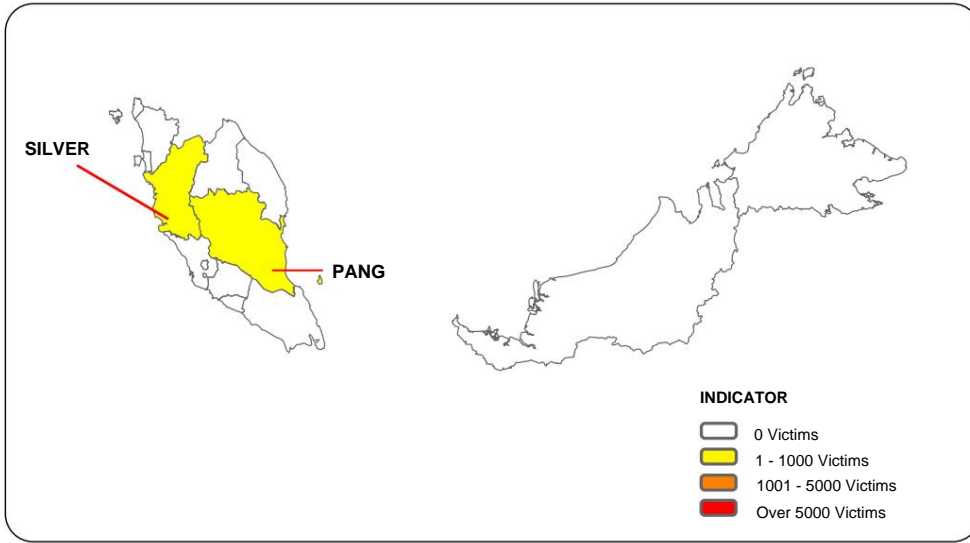 SILVER
PANG
INDICATOR
0 Victims
1 - 1000 Victims
1001 - 5000 Victims
Over 5000 Victims